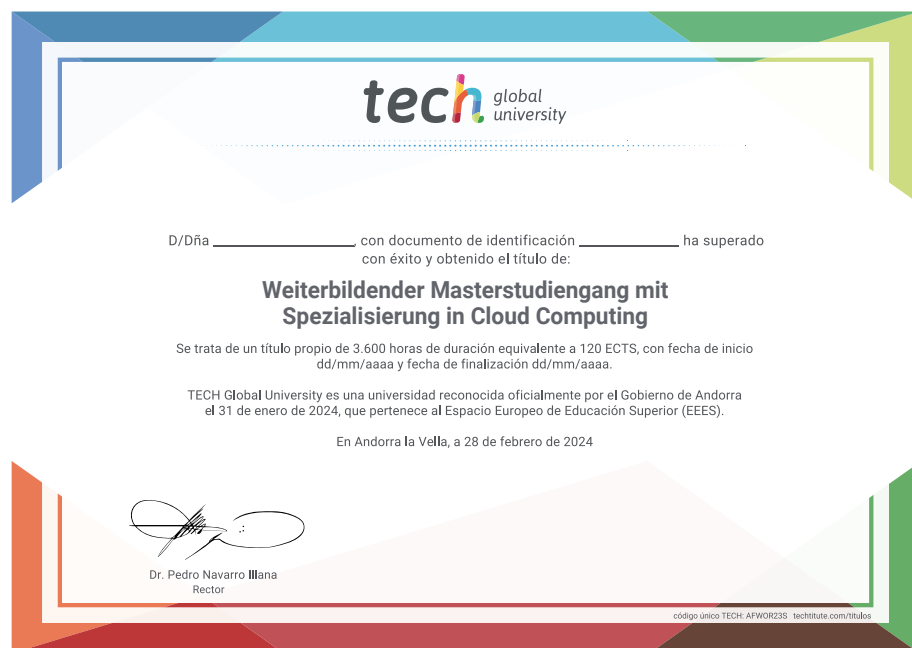 tech global university
D/Dña ____________________, con documento de identificación ______________ ha superado
con éxito y obtenido el título de:
Weiterbildender Masterstudiengang mit
Spezialisierung in Cloud Computing
Se trata de un título propio de 3.600 horas de duración equivalente a 120 ECTS, con fecha de inicio
dd/mm/aaaa y fecha de finalización dd/mm/aaaa.
TECH Global University es una universidad reconocida oficialmente por el Gobierno de Andorra
el 31 de enero de 2024, que pertenece al Espacio Europeo de Educación Superior (EEES).
En Andorra la Vella, a 28 de febrero de 2024
Dr. Pedro Navarro Illana
Rector
código único TECH: AFWOR23S techtitute.com/titulos